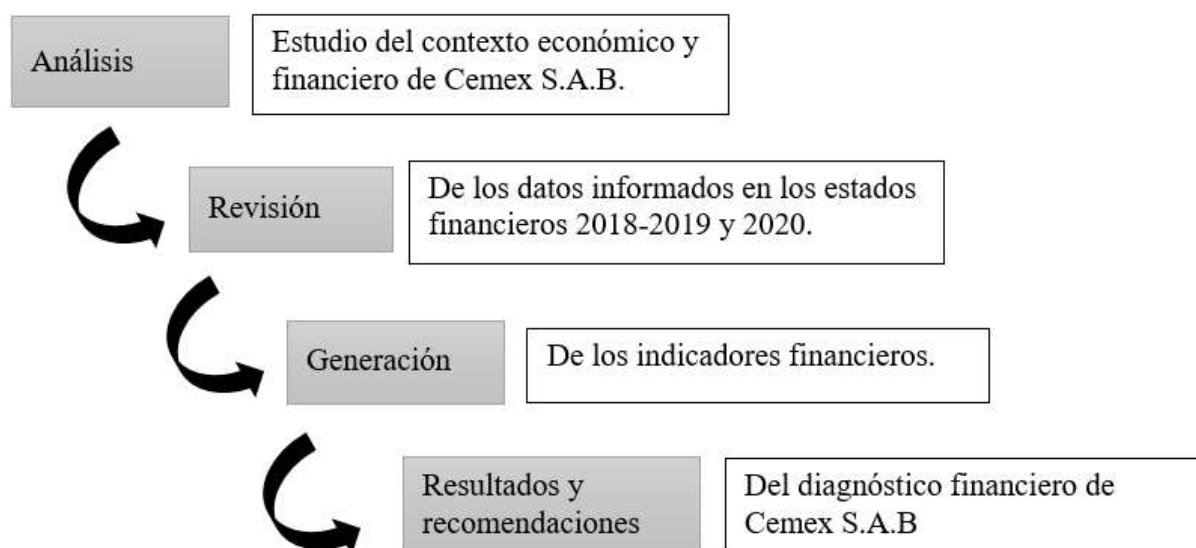 Análisis
Estudio del contexto económico y
financiero de Cemex S.A.B.
Revisión
De los datos informados en los estados
financieros 2018-2019 y 2020.
Generación
De los indicadores financieros.
Resultados y
recomendaciones
Del diagnóstico financiero de
Cemex S.A.B